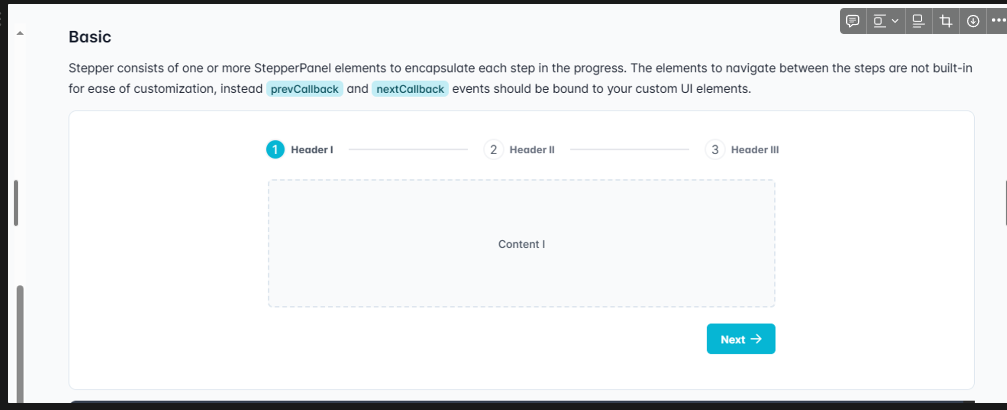 Basic
Stepper consists of one or more StepperPanel elements to encapsulate each step in the progress. The elements to navigate between the steps are not built-in
for ease of customization, instead prevCallback and nextCallback events should be bound to your custom UI elements.
1 Header I 2 Header II 3 Header III
Content I
Next →